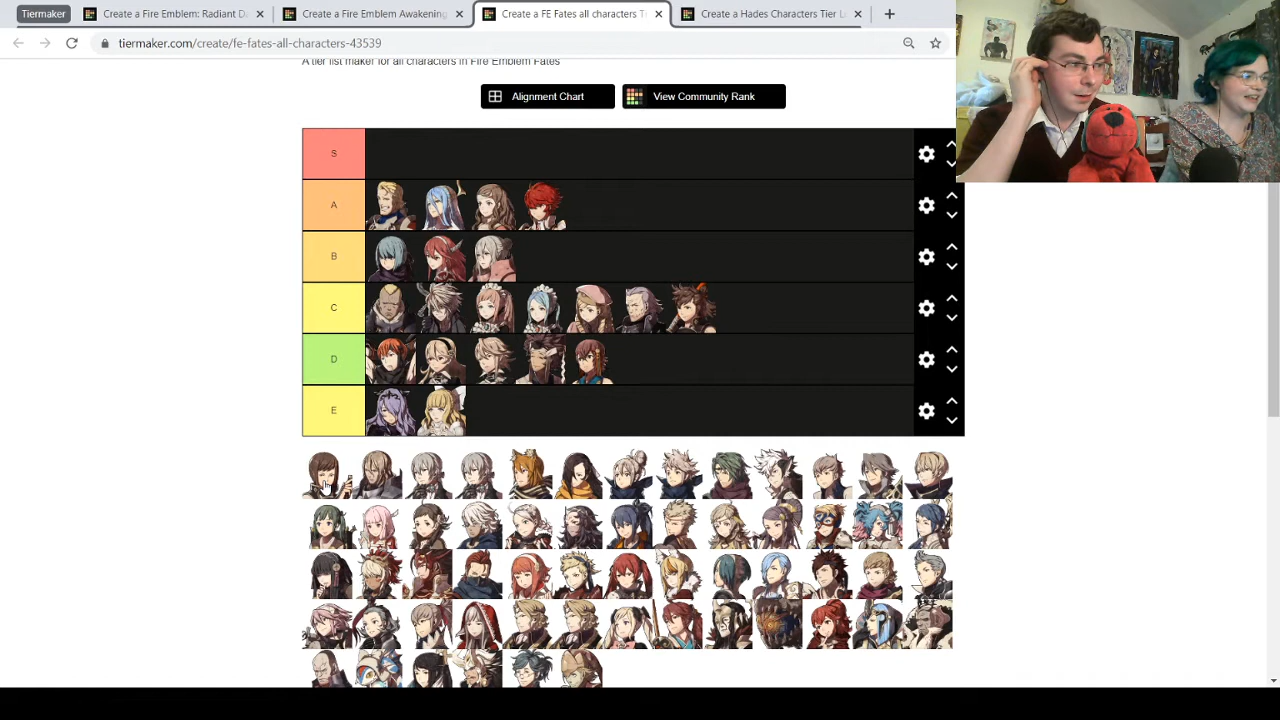 Tiermaker
Create a Fire Emblem: Radiant Da
Create a Fire Emblem Awakening
Create a FE Fates all characters T
Create a Hades Characters Tier L
tiermaker.com/create/fe-fates-all-characters-43539
A tier list maker for all characters in Fire Emblem Fates
Alignment Chart
View Community Rank
S
A
B
C
D
E